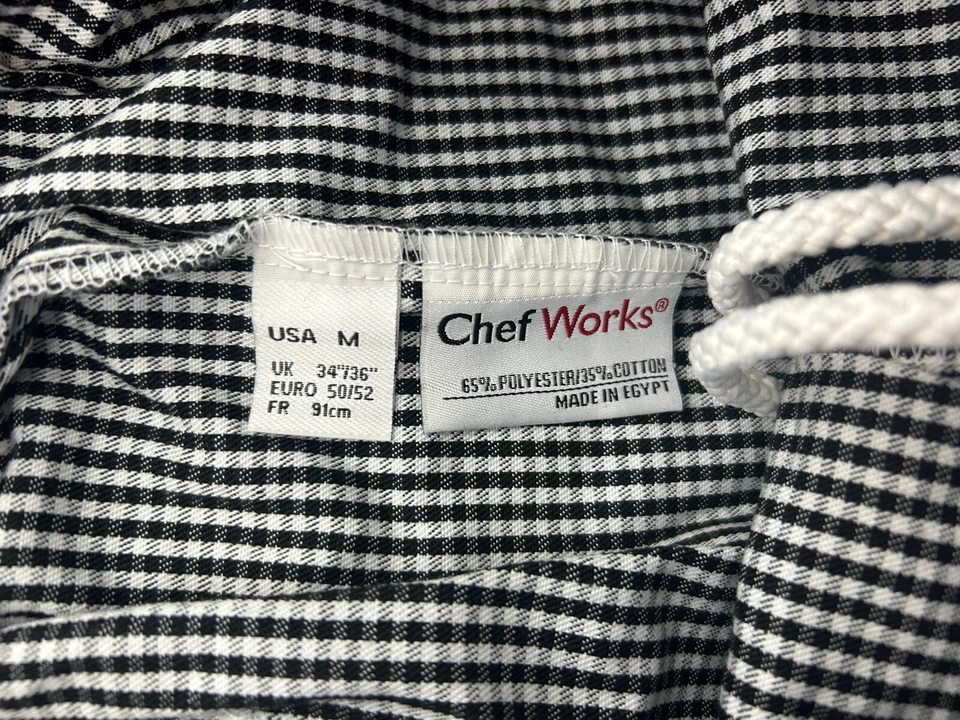 USA M
UK 34"/36"
EURO 50/52
FR 91cm
Chef Works®
65% POLYESTER/35% COTTON
MADE IN EGYPT